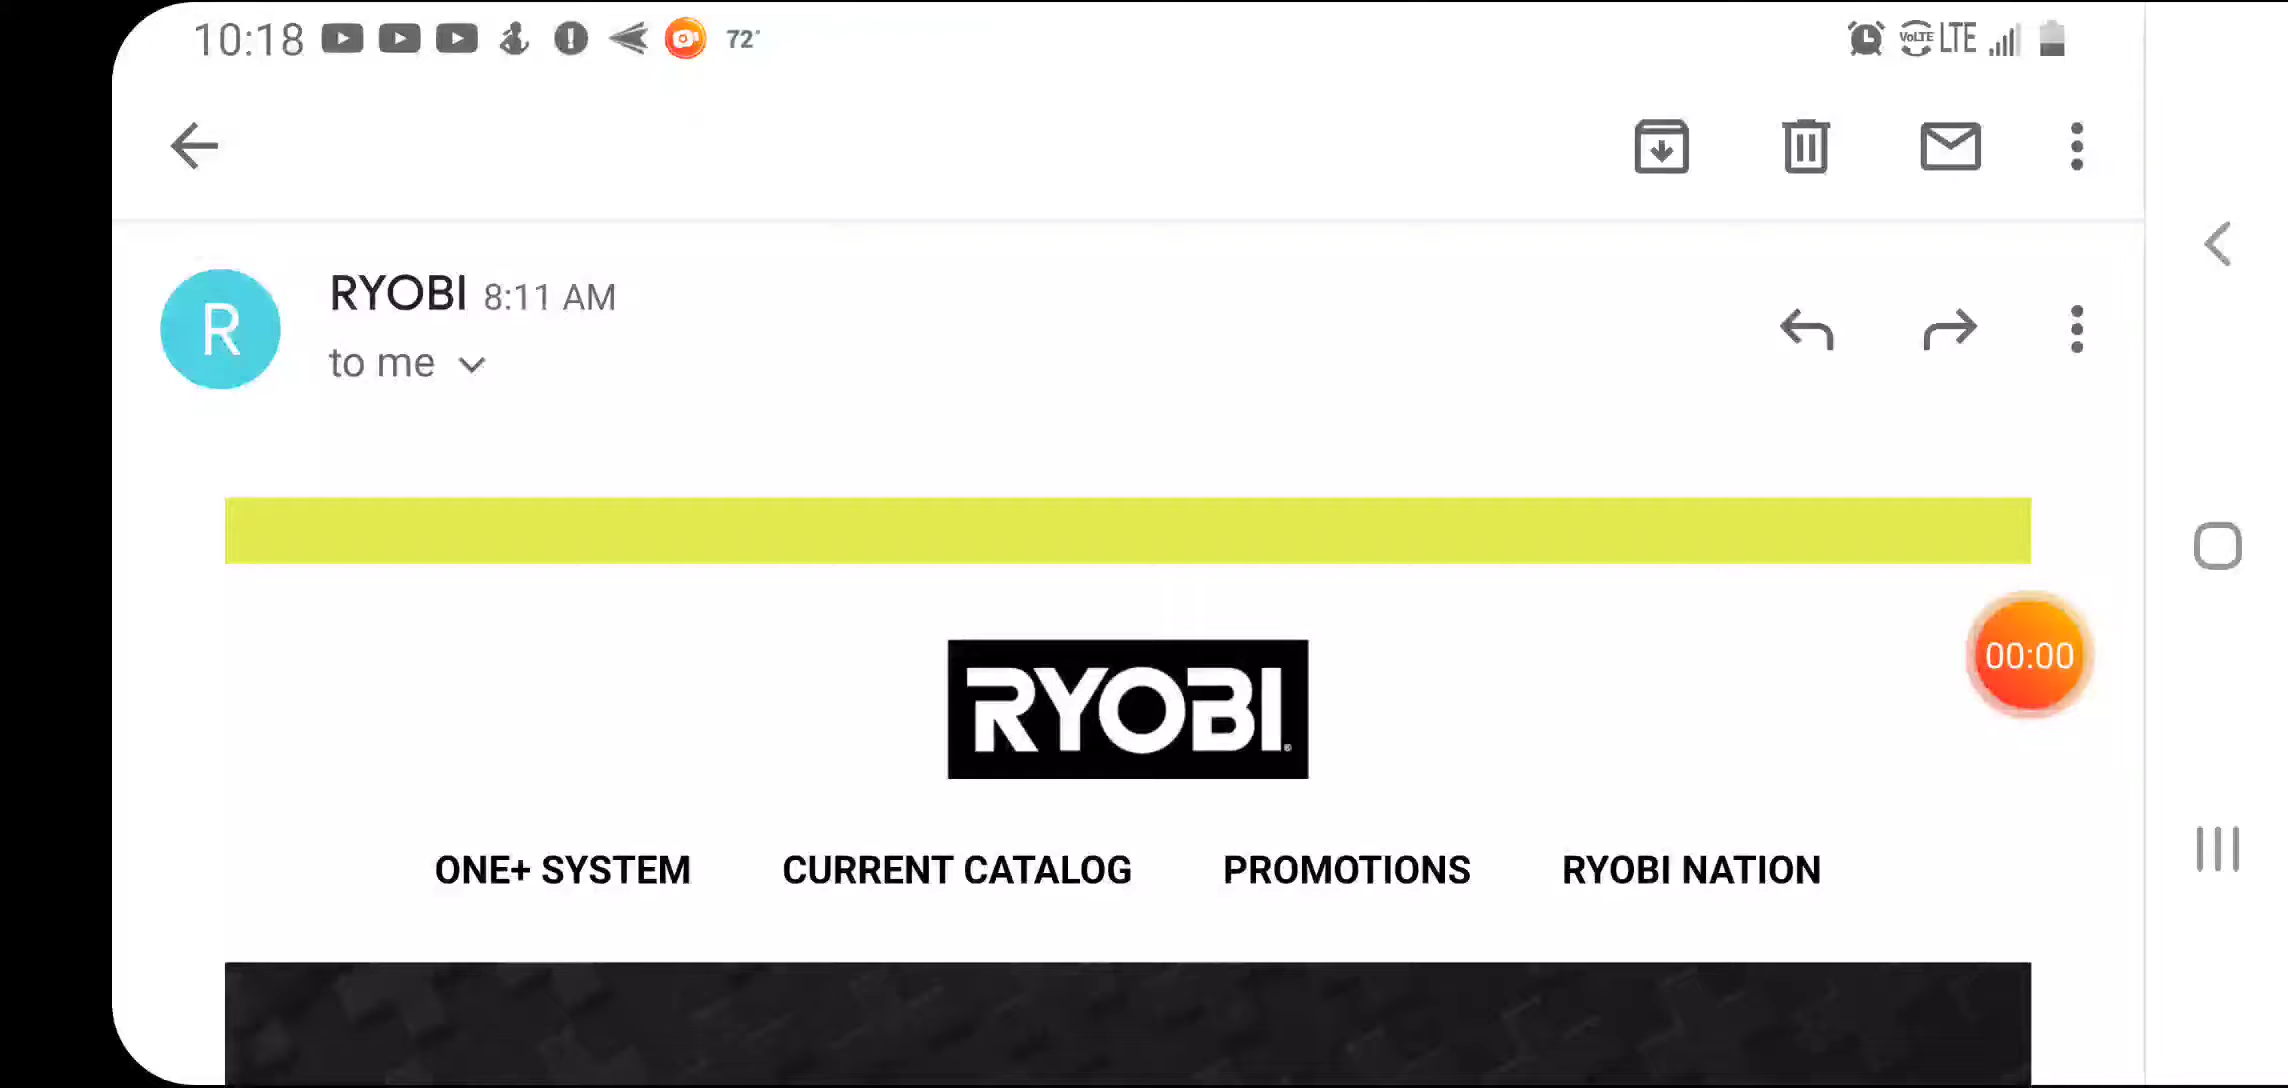 10:18 72°
VoLTE LTE
R
RYOBI 8:11 AM
to me
RYOBI®
00:00
ONE+ SYSTEM CURRENT CATALOG PROMOTIONS RYOBI NATION